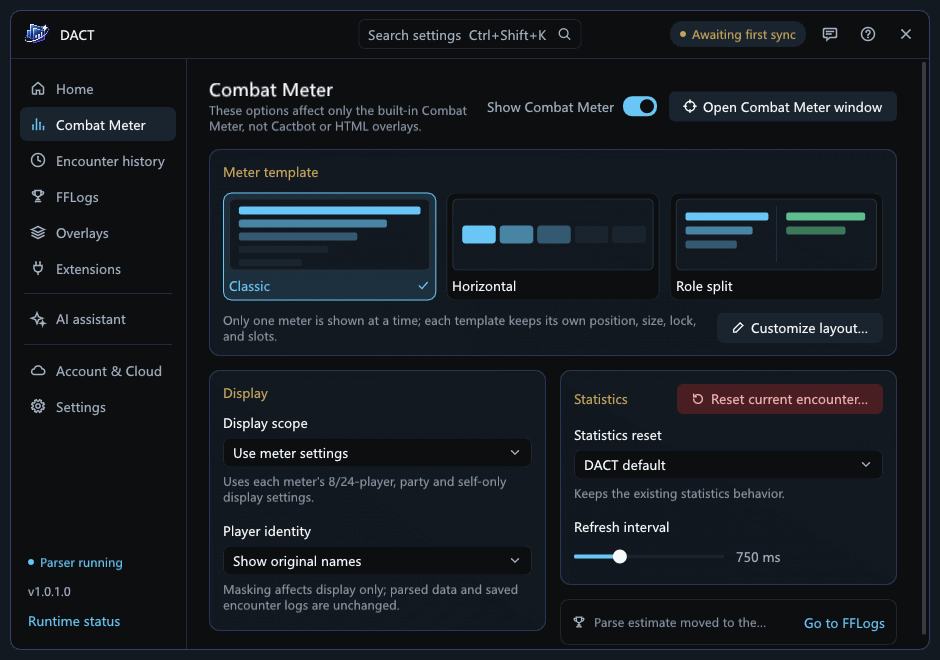 DACT
Search settings Ctrl+Shift+K
Awaiting first sync
Home
Combat Meter
Encounter history
FFLogs
Overlays
Extensions
AI assistant
Account & Cloud
Settings
Parser running
v1.0.1.0
Runtime status
Combat Meter
These options affect only the built-in Combat
Meter, not Cactbot or HTML overlays.
Show Combat Meter
Open Combat Meter window
Meter template
Classic
Horizontal
Role split
Only one meter is shown at a time; each template keeps its own position, size, lock,
and slots.
Customize layout...
Display
Display scope
Use meter settings
Uses each meter's 8/24-player, party and self-only
display settings.
Player identity
Show original names
Masking affects display only; parsed data and saved
encounter logs are unchanged.
Statistics
Reset current encounter...
Statistics reset
DACT default
Keeps the existing statistics behavior.
Refresh interval
750 ms
Parse estimate moved to the...
Go to FFLogs